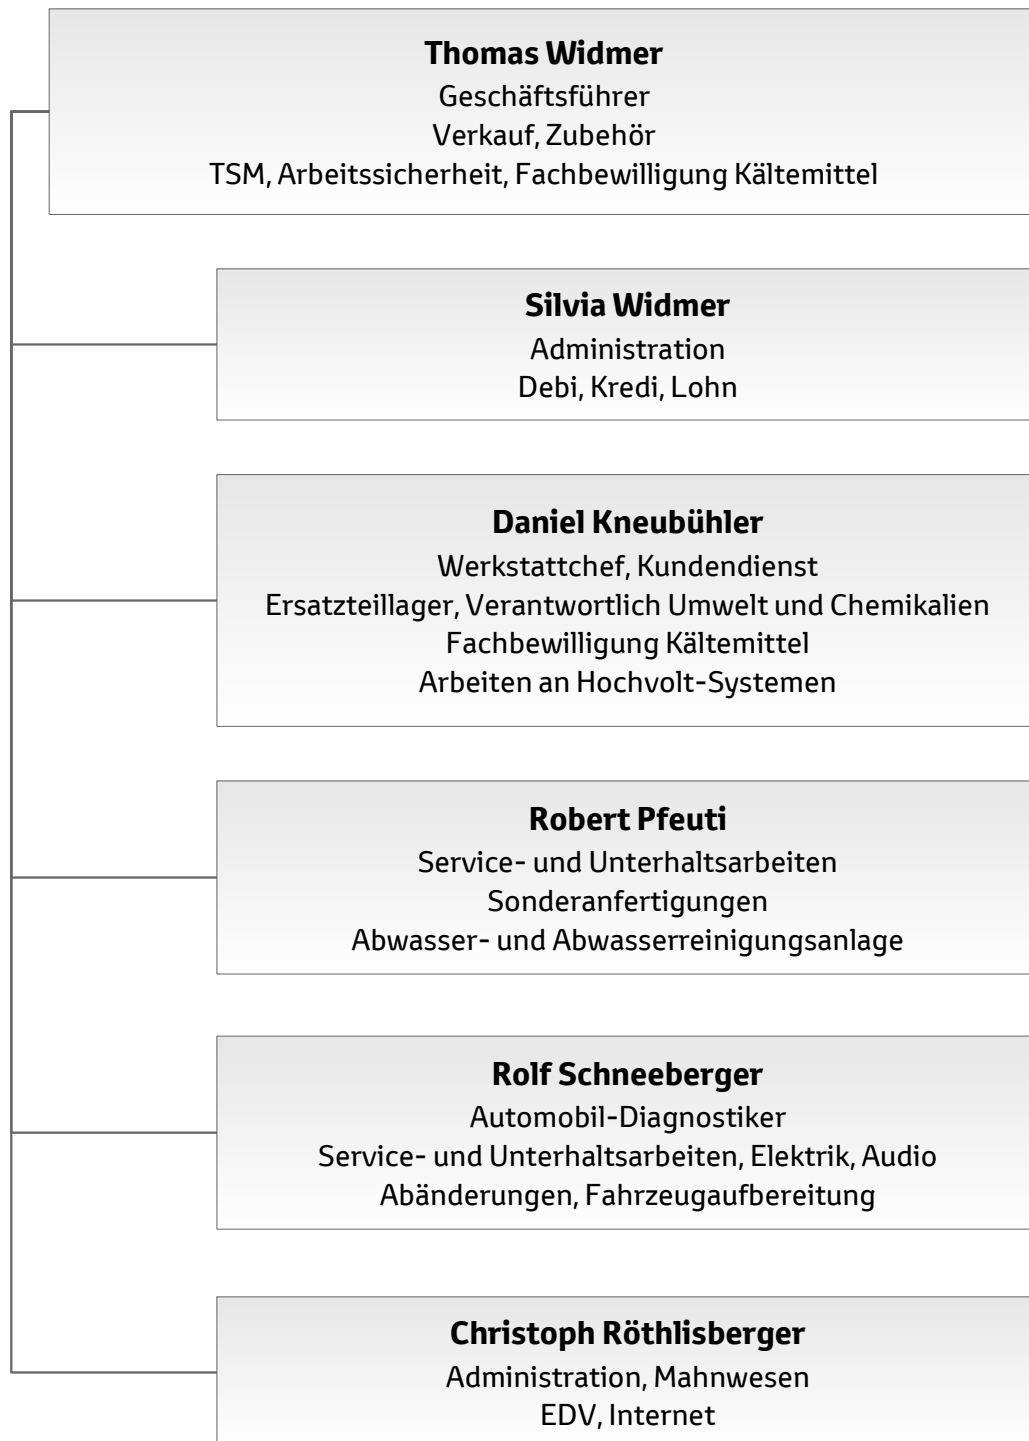 Thomas Widmer
Geschäftsführer
Verkauf, Zubehör
TSM, Arbeitssicherheit, Fachbewilligung Kältemittel
Silvia Widmer
Administration
Debi, Kredi, Lohn
Daniel Kneubühler
Werkstattchef, Kundendienst
Ersatzteillager, Verantwortlich Umwelt und Chemikalien
Fachbewilligung Kältemittel
Arbeiten an Hochvolt-Systemen
Robert Pfeuti
Service- und Unterhaltsarbeiten
Sonderanfertigungen
Abwasser- und Abwasserreinigungsanlage
Rolf Schneeberger
Automobil-Diagnostiker
Service- und Unterhaltsarbeiten, Elektrik, Audio
Abänderungen, Fahrzeugaufbereitung
Christoph Röthlisberger
Administration, Mahnwesen
EDV, Internet